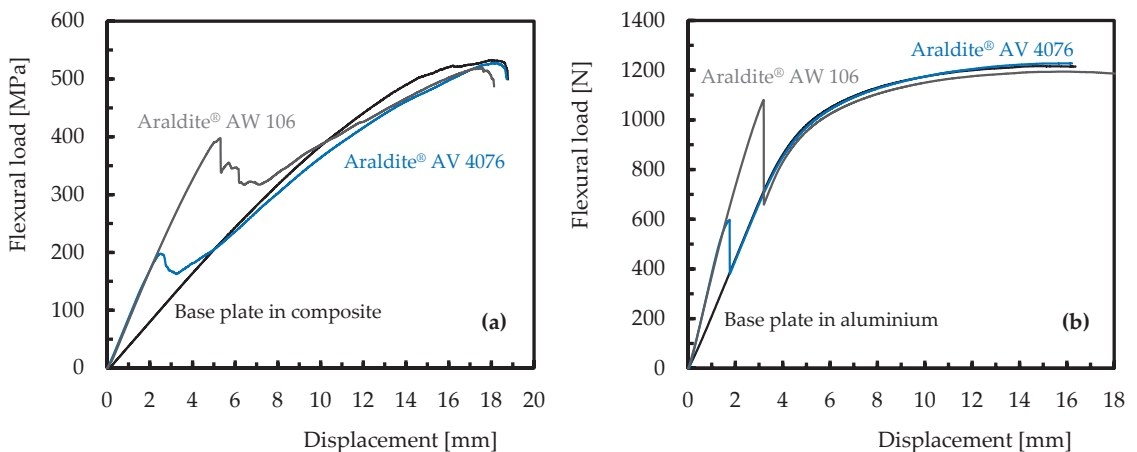 600
500
400
300
200
100
0
Flexural load [MPa]
Araldite® AW 106
Araldite® AV 4076
Base plate in composite
(a)
0 2 4 6 8 10 12 14 16 18 20
Displacement [mm]
1400
1200
1000
800
600
400
200
0
Flexural load [N]
Araldite® AV 4076
Araldite® AW 106
Base plate in aluminium
(b)
0 2 4 6 8 10 12 14 16 18
Displacement [mm]